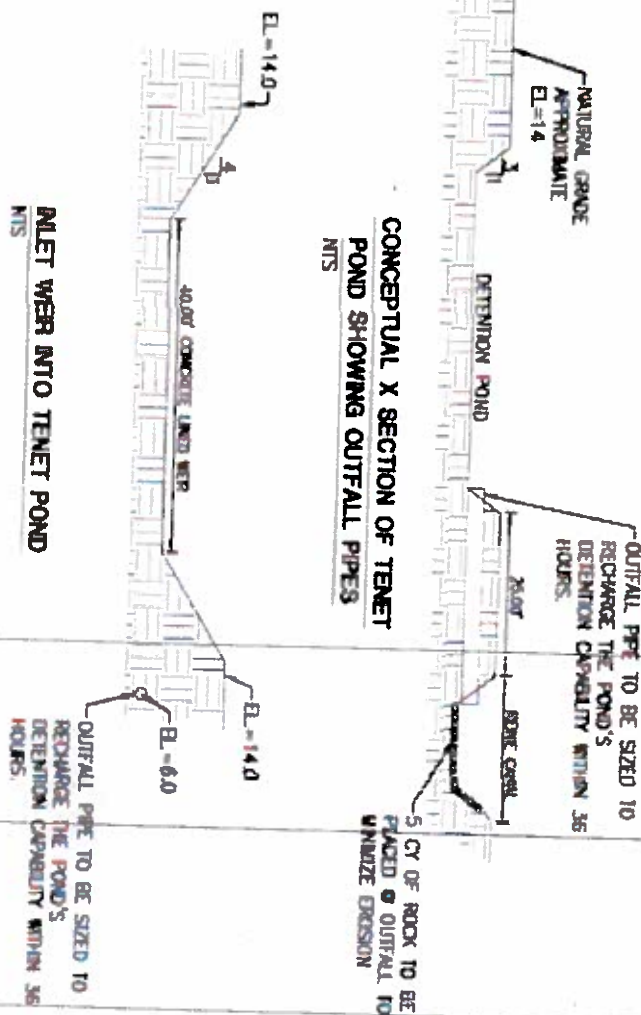 NATURAL GRADE
APPROXIMATE
EL=14
X
1
DETENTION POND
OUTFALL PIPE TO BE SIZED TO
RECHARGE THE POND'S
DETENTION CAPABILITY WITHIN 36
HOURS.
CANAL
5 CY OF ROCK TO BE
PLACED @ OUTFALL TO
MINIMIZE EROSION
CONCEPTUAL X SECTION OF TENET
POND SHOWING OUTFALL PIPES
NTS
EL=14.0
4
40.00' CONCRETE LINED WEIR
EL=14.0
EL=6.0
OUTFALL PIPE TO BE SIZED TO
RECHARGE THE POND'S
DETENTION CAPABILITY WITHIN 36
HOURS.
INLET WEIR INTO TENET POND
NTS